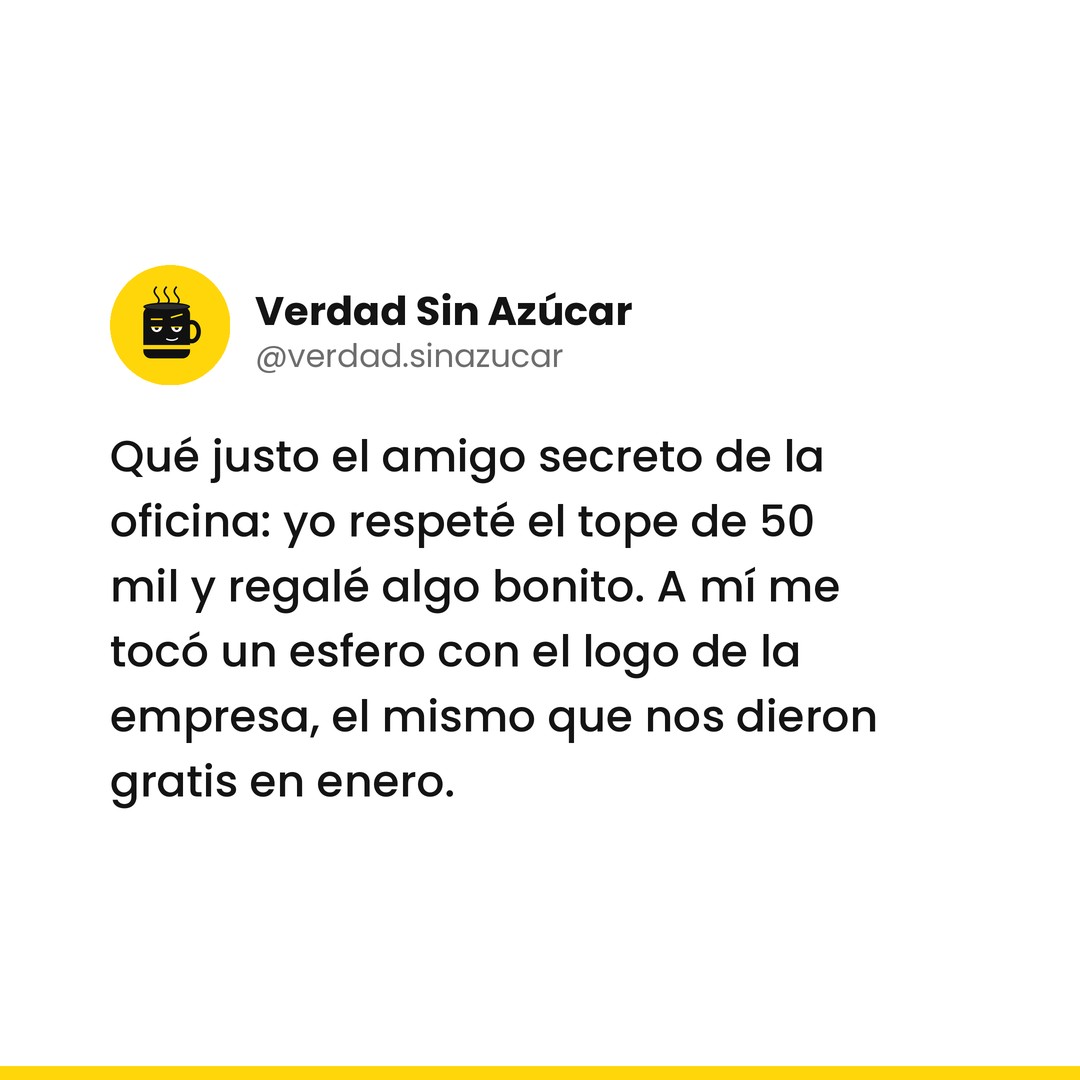 Verdad Sin Azúcar
@verdad.sinazucar
Qué justo el amigo secreto de la
oficina: yo respeté el tope de 50
mil y regalé algo bonito. A mí me
tocó un esfero con el logo de la
empresa, el mismo que nos dieron
gratis en enero.